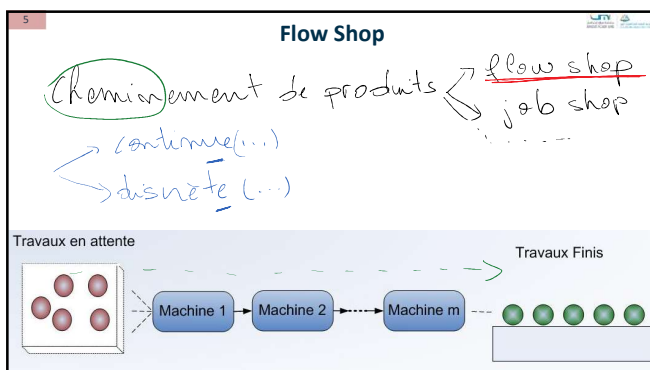 5
Flow Shop
Cheminement de produits
flow shop
job shop
.......
continue (...)
discrète (...)
Travaux en attente
Travaux Finis
Machine 1
Machine 2
Machine m